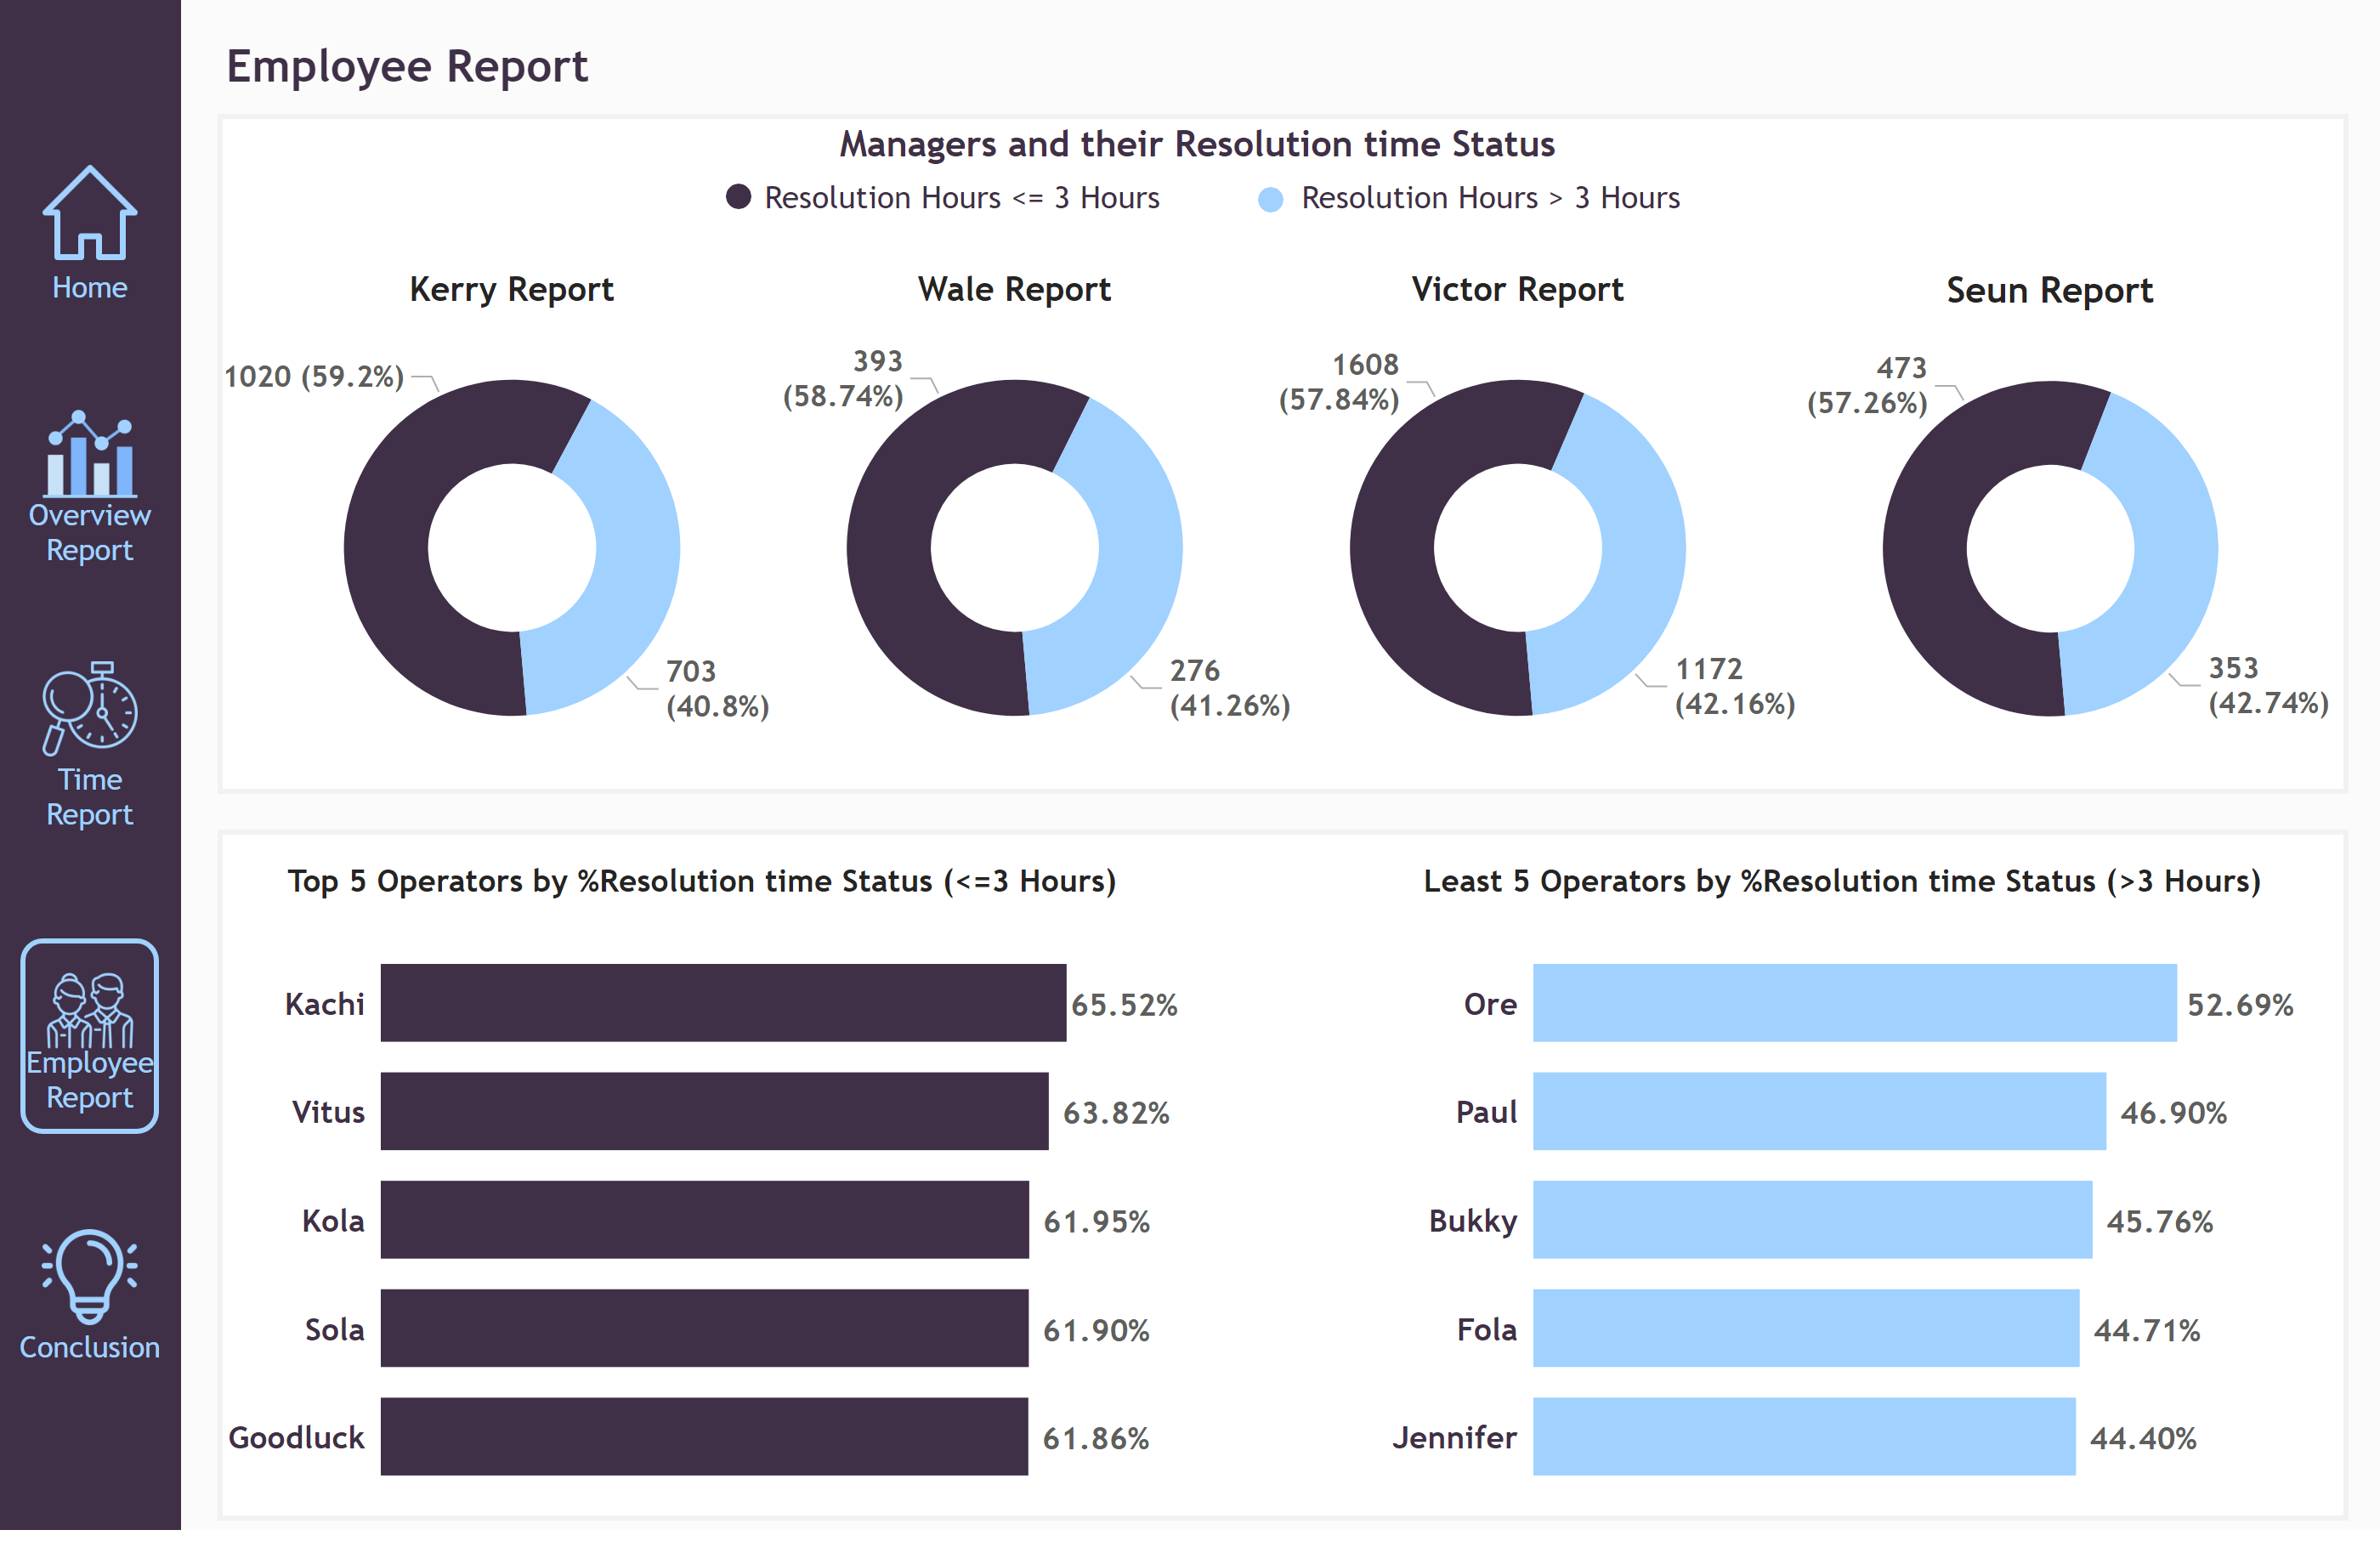 Employee Report
Home
Overview
Report
Time
Report
Employee
Report
Conclusion
Managers and their Resolution time Status
Resolution Hours <= 3 Hours
Resolution Hours > 3 Hours
Kerry Report
1020 (59.2%)
703
(40.8%)
Wale Report
393
(58.74%)
276
(41.26%)
Victor Report
1608
(57.84%)
1172
(42.16%)
Seun Report
473
(57.26%)
353
(42.74%)
Top 5 Operators by %Resolution time Status (<=3 Hours)
Kachi 65.52%
Vitus 63.82%
Kola 61.95%
Sola 61.90%
Goodluck 61.86%
Least 5 Operators by %Resolution time Status (>3 Hours)
Ore 52.69%
Paul 46.90%
Bukky 45.76%
Fola 44.71%
Jennifer 44.40%